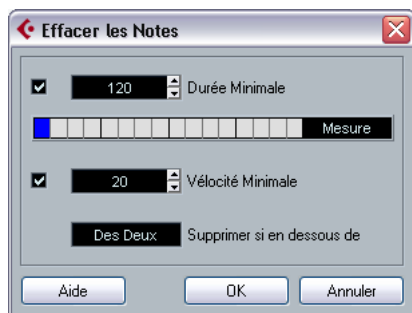 Effacer les Notes
120 Durée Minimale
Mesure
20 Vélocité Minimale
Des Deux Supprimer si en dessous de
Aide OK Annuler